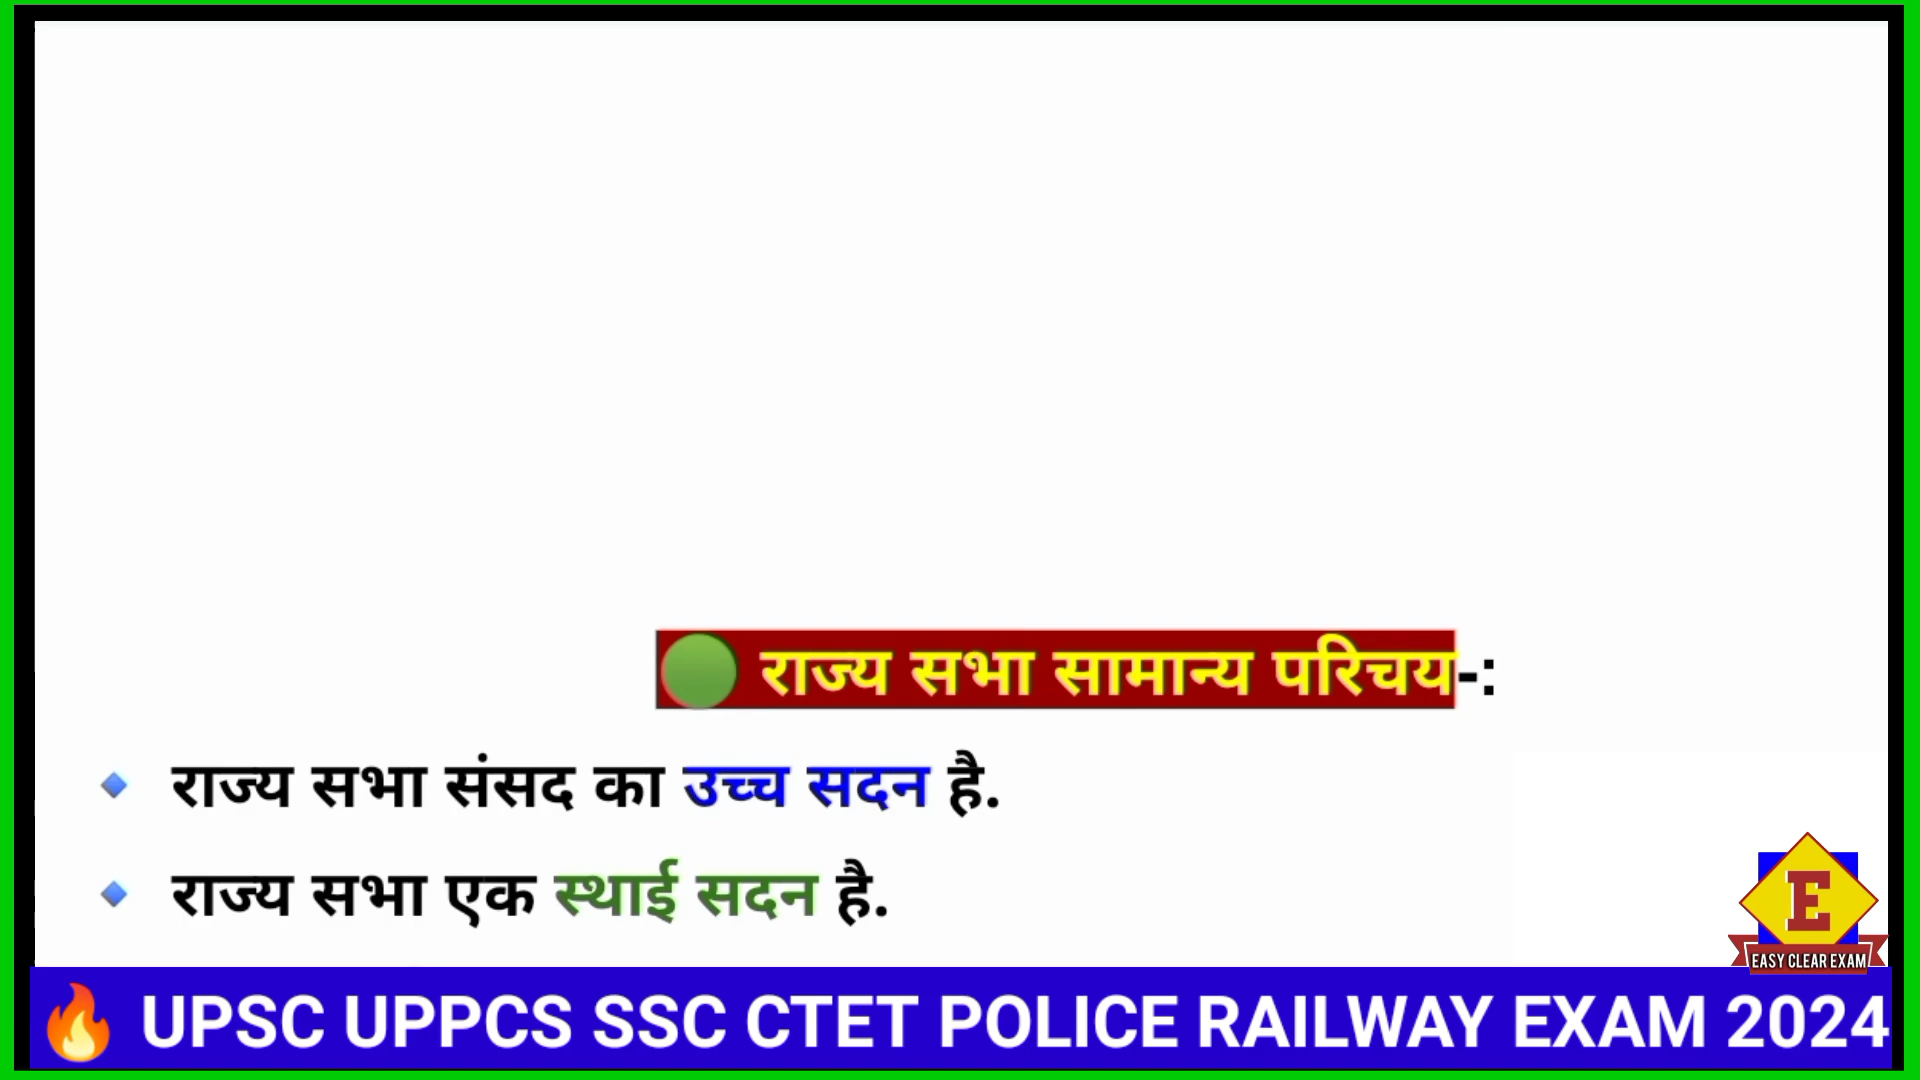 राज्य सभा सामान्य परिचय-:
राज्य सभा संसद का उच्च सदन है.
राज्य सभा एक स्थाई सदन है.
E
EASY CLEAR EXAM
UPSC UPPCS SSC CTET POLICE RAILWAY EXAM 2024